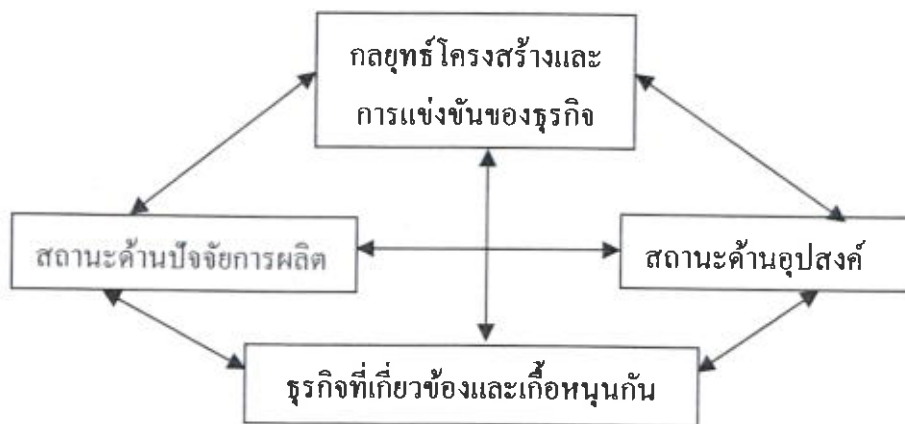 กลยุทธ์โครงสร้างและ
การแข่งขันของธุรกิจ
สถานะด้านปัจจัยการผลิต
สถานะด้านอุปสงค์
ธุรกิจที่เกี่ยวข้องและเกื้อหนุนกัน